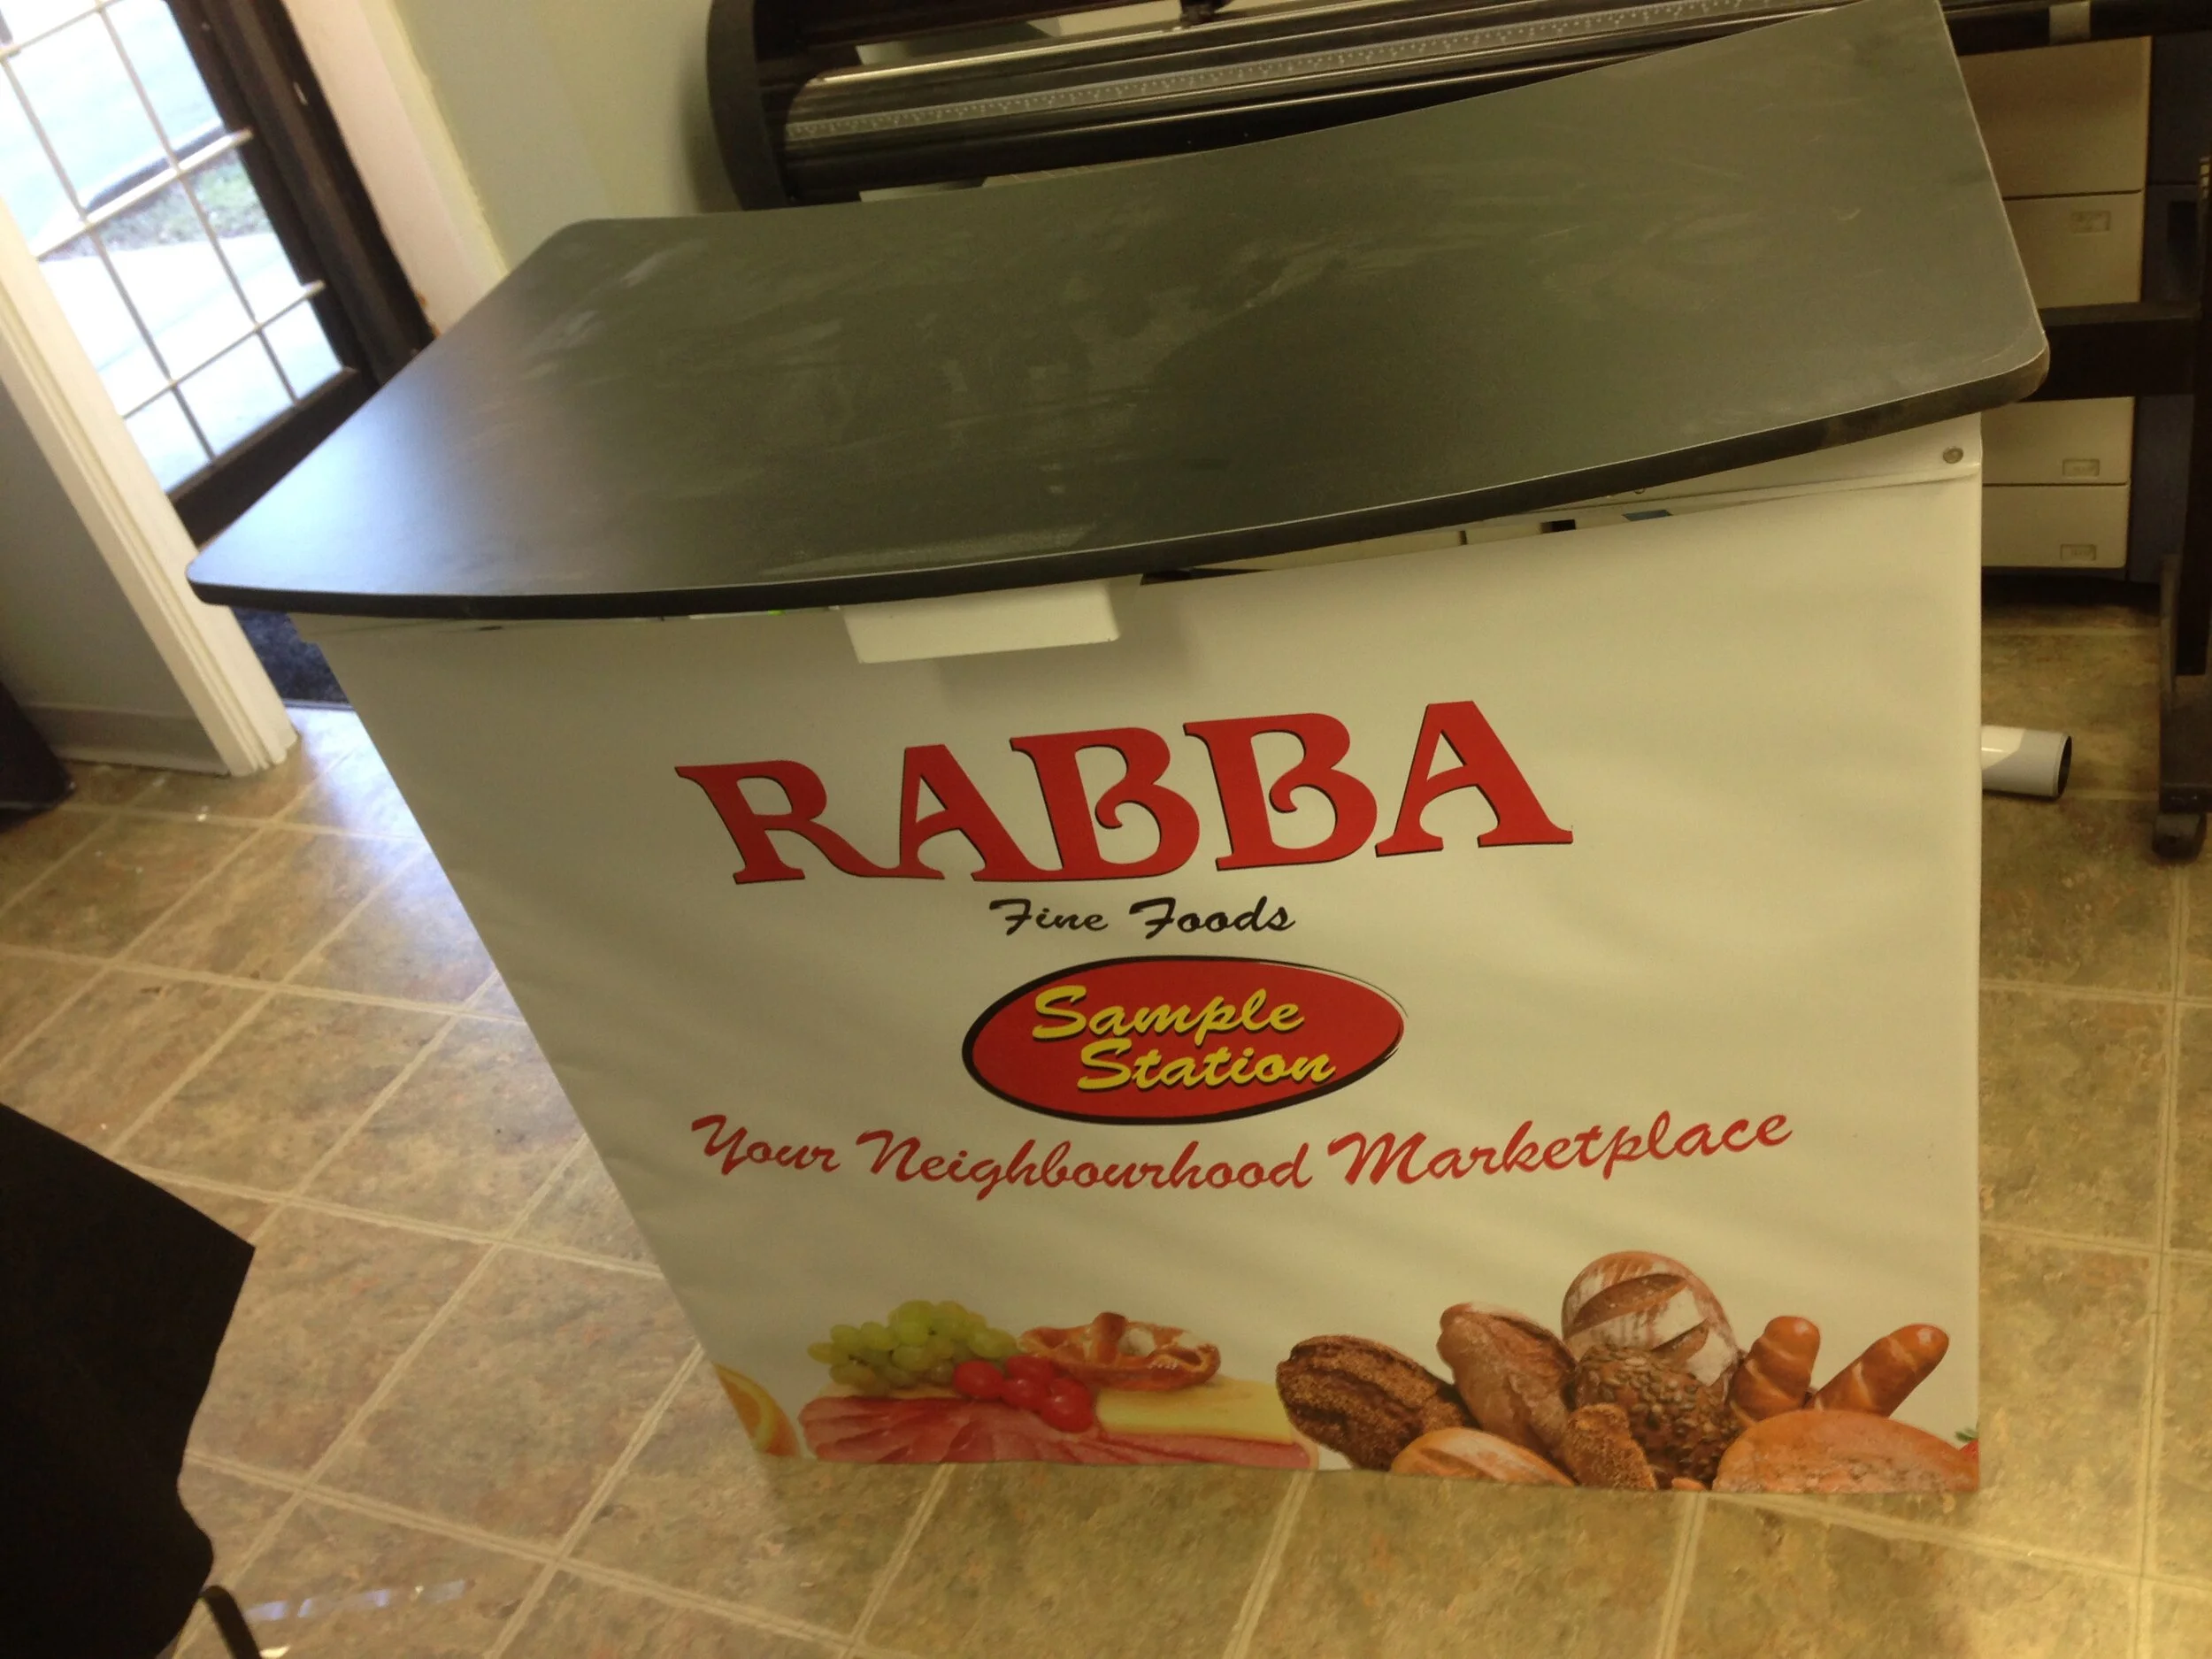 RABBA
Fine Foods
Sample
Station
Your Neighbourhood Marketplace